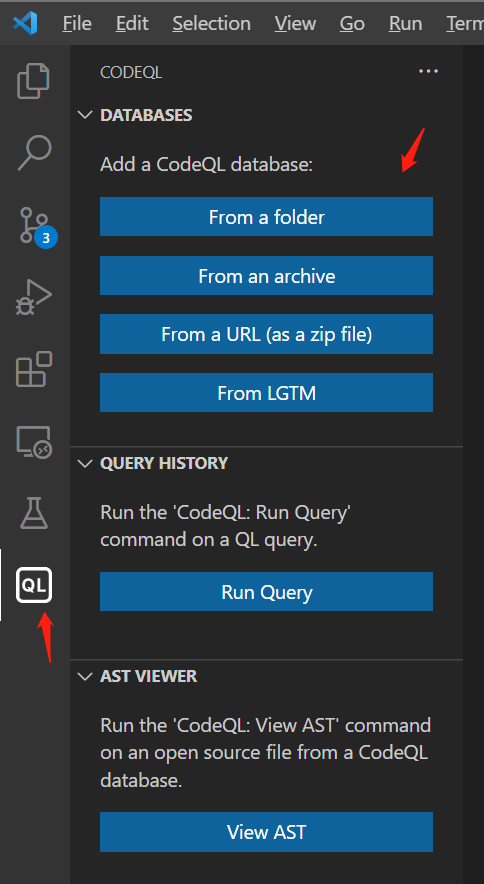 File Edit Selection View Go Run Term
CODEQL
DATABASES
Add a CodeQL database:
From a folder
From an archive
3
From a URL (as a zip file)
From LGTM
QUERY HISTORY
Run the 'CodeQL: Run Query'
command on a QL query.
QL
Run Query
AST VIEWER
Run the 'CodeQL: View AST' command
on an open source file from a CodeQL
database.
View AST